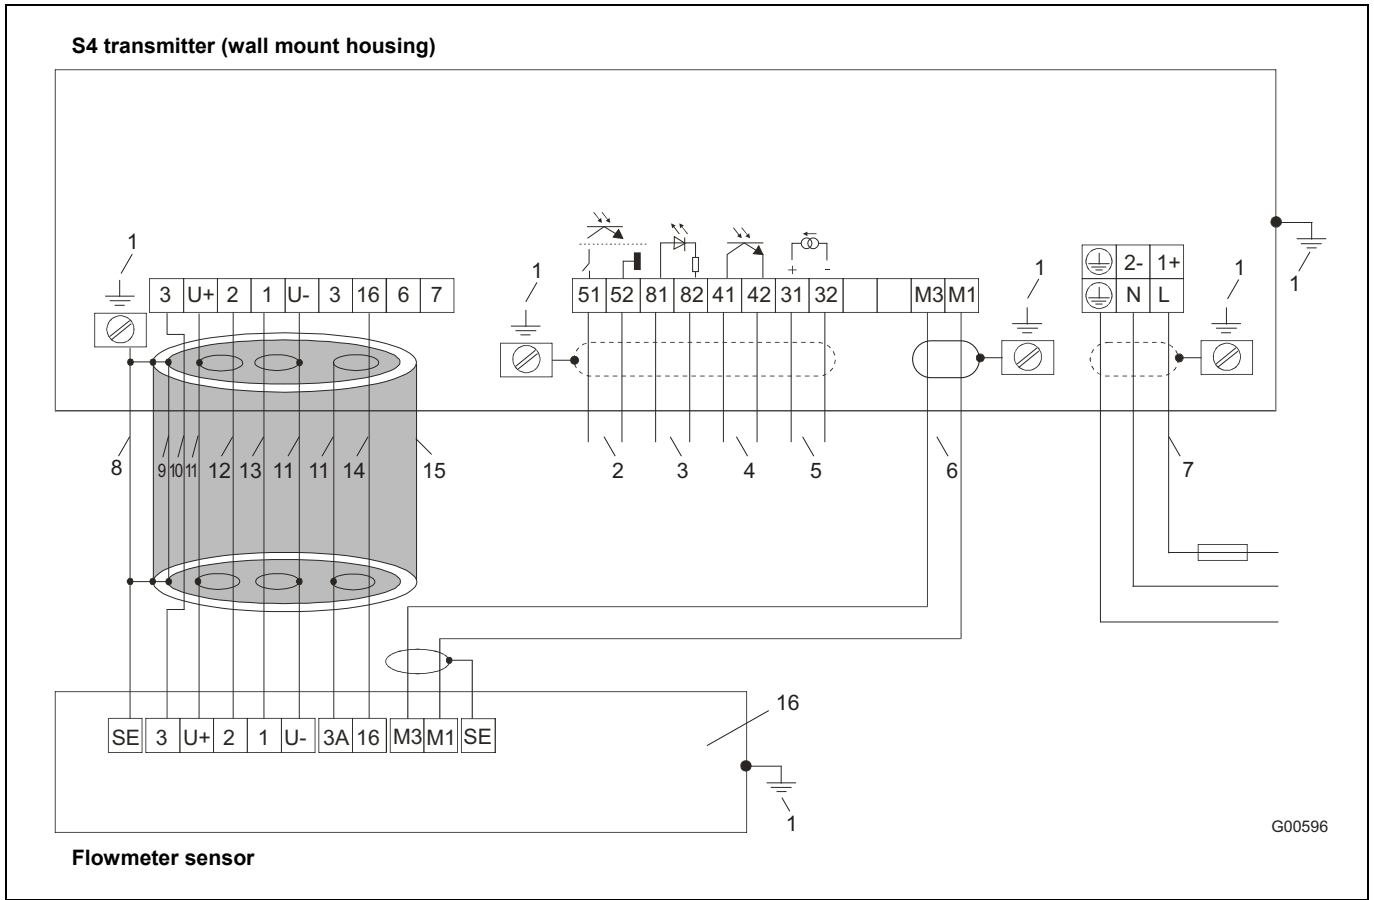 S4 transmitter (wall mount housing)
1
1
1
1
1
3 U+ 2 1 U- 3 16 6 7
+ -
51 52 81 82 41 42 31 32 M3 M1
2- 1+
N L
8 9 10 11 12 13 11 11 14 15
2 3 4 5 6 7
16
SE 3 U+ 2 1 U- 3A 16 M3 M1 SE
1
G00596
Flowmeter sensor